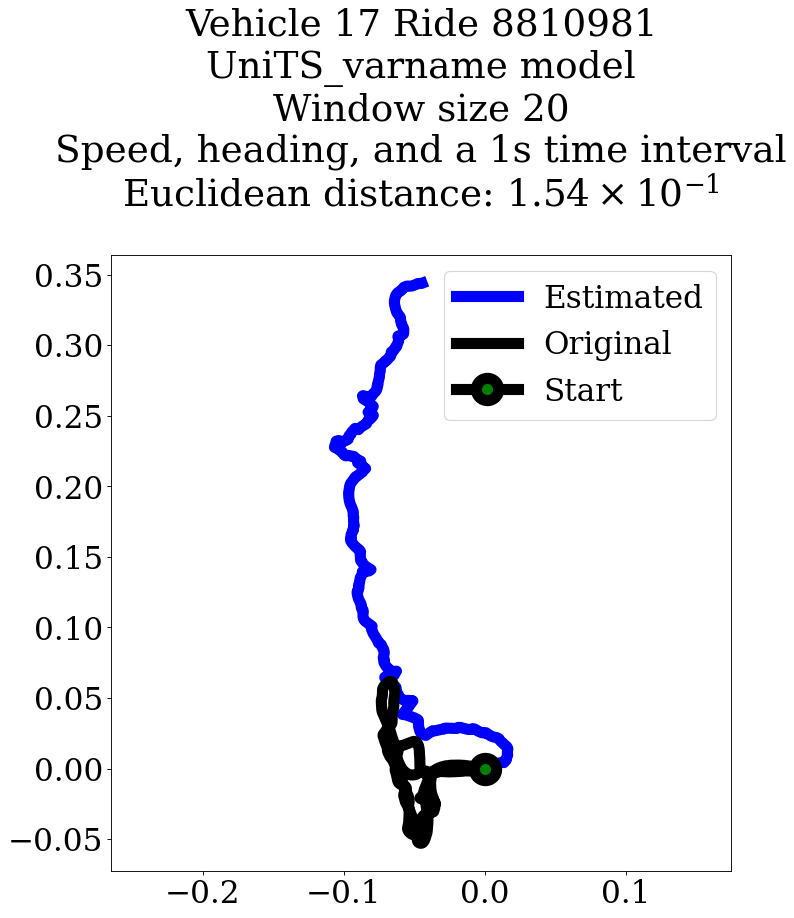 Vehicle 17 Ride 8810981
UniTS_varname model
Window size 20
Speed, heading, and a 1s time interval
Euclidean distance: 1.54 × 10⁻¹
Estimated
Original
Start
0.35
0.30
0.25
0.20
0.15
0.10
0.05
0.00
−0.05
−0.2 −0.1 0.0 0.1